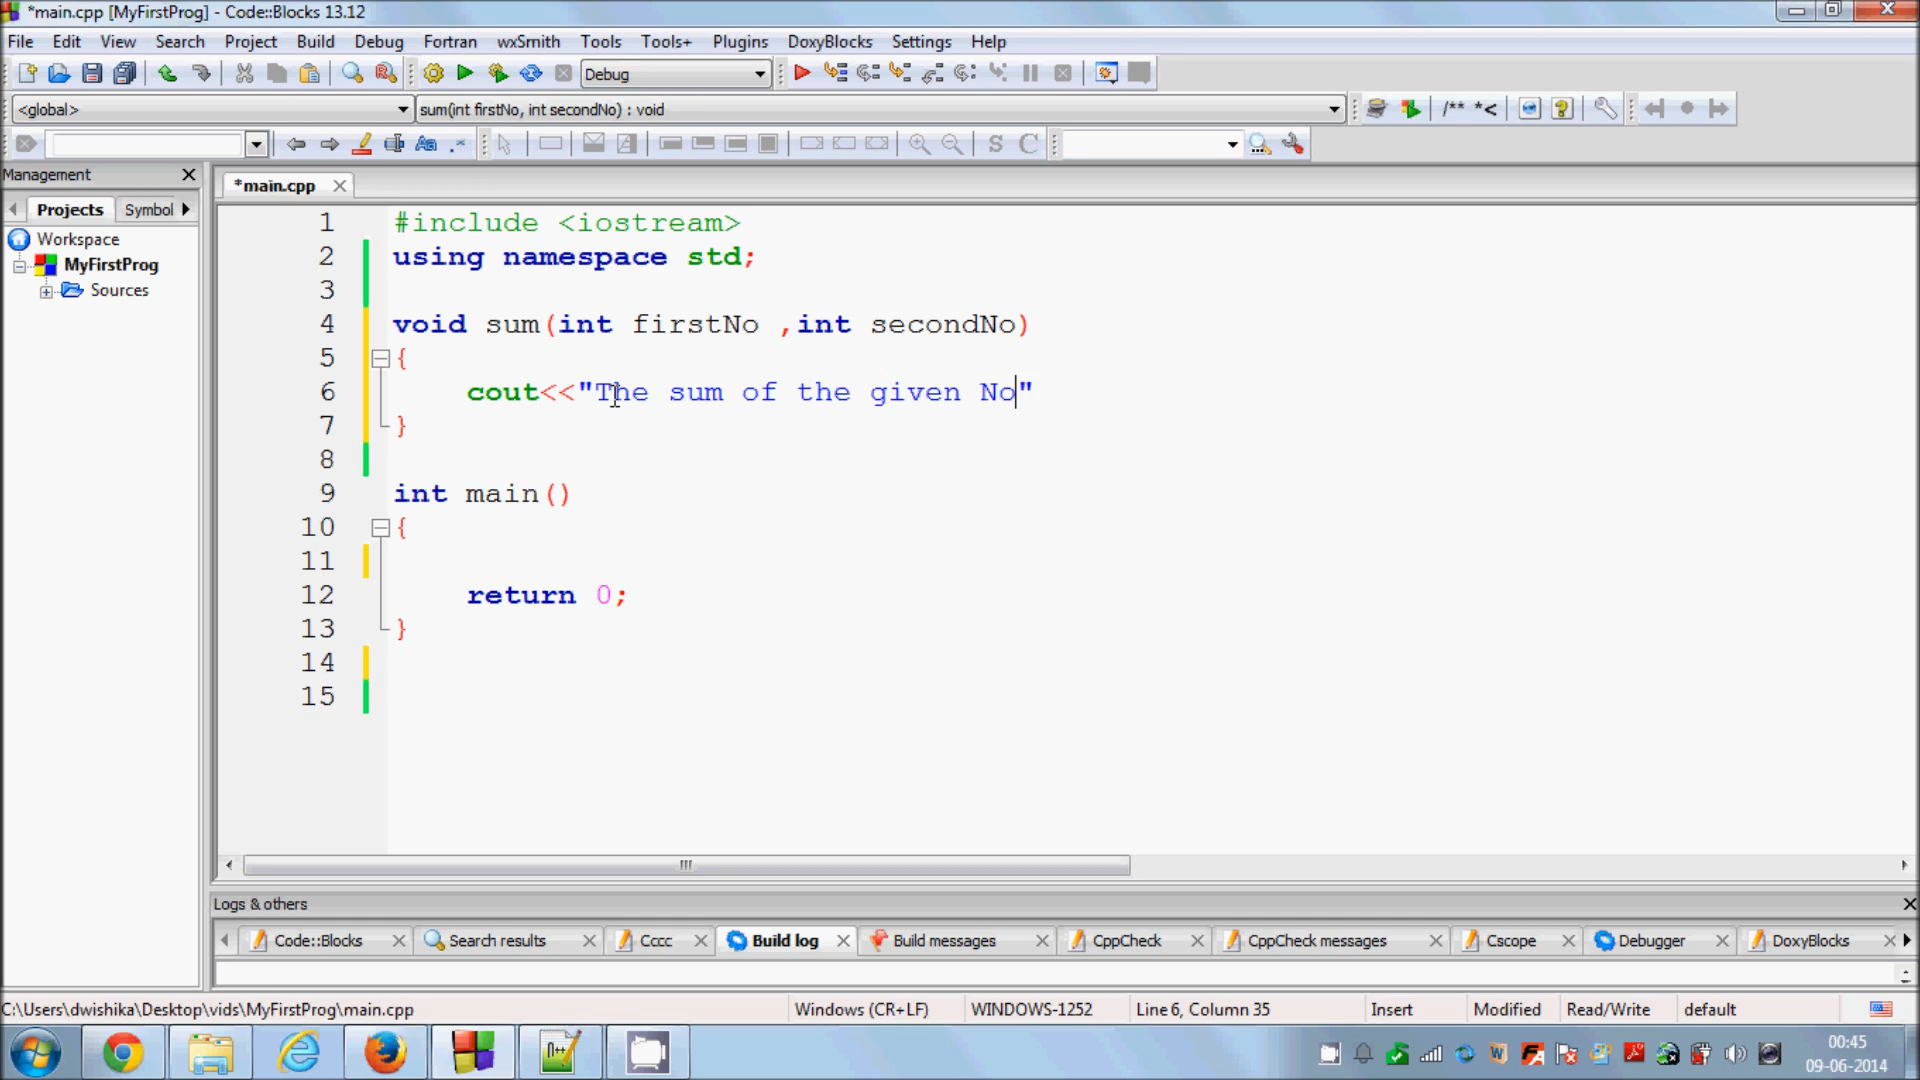 *main.cpp [MyFirstProg] - Code::Blocks 13.12
File Edit View Search Project Build Debug Fortran wxSmith Tools Tools+ Plugins DoxyBlocks Settings Help
Debug
<global> sum(int firstNo, int secondNo) : void /** *<
S C
Management
*main.cpp
Projects Symbol
Workspace
MyFirstProg
Sources
1 #include <iostream>
2 using namespace std;
3
4 void sum(int firstNo ,int secondNo)
5 {
6 cout<<"The sum of the given No"
7 }
8
9 int main()
10 {
11
12 return 0;
13 }
14
15
Logs & others
Code::Blocks Search results Cccc Build log Build messages CppCheck CppCheck messages Cscope Debugger DoxyBlocks
C:\Users\dwishika\Desktop\vids\MyFirstProg\main.cpp Windows (CR+LF) WINDOWS-1252 Line 6, Column 35 Insert Modified Read/Write default
00:45
09-06-2014